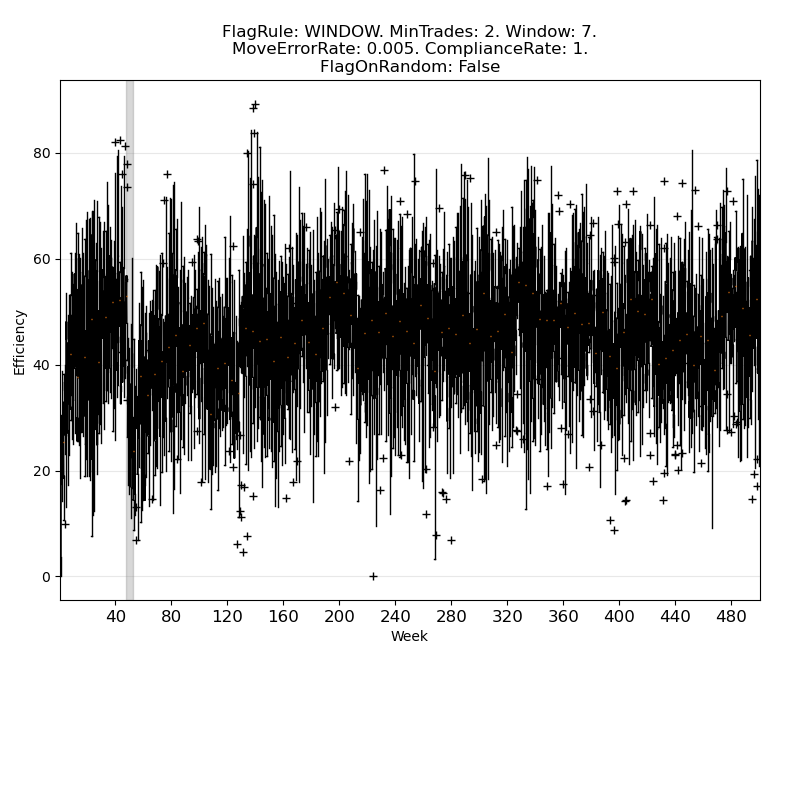 FlagRule: WINDOW. MinTrades: 2. Window: 7.
MoveErrorRate: 0.005. ComplianceRate: 1.
FlagOnRandom: False
80
60
40
20
0
Efficiency
40 80 120 160 200 240 280 320 360 400 440 480
Week